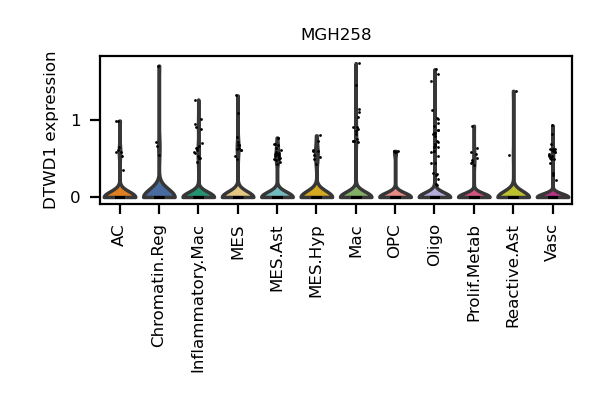 MGH258
DTWD1 expression
1
0
AC
Chromatin.Reg
Inflammatory.Mac
MES
MES.Ast
MES.Hyp
Mac
OPC
Oligo
Prolif.Metab
Reactive.Ast
Vasc